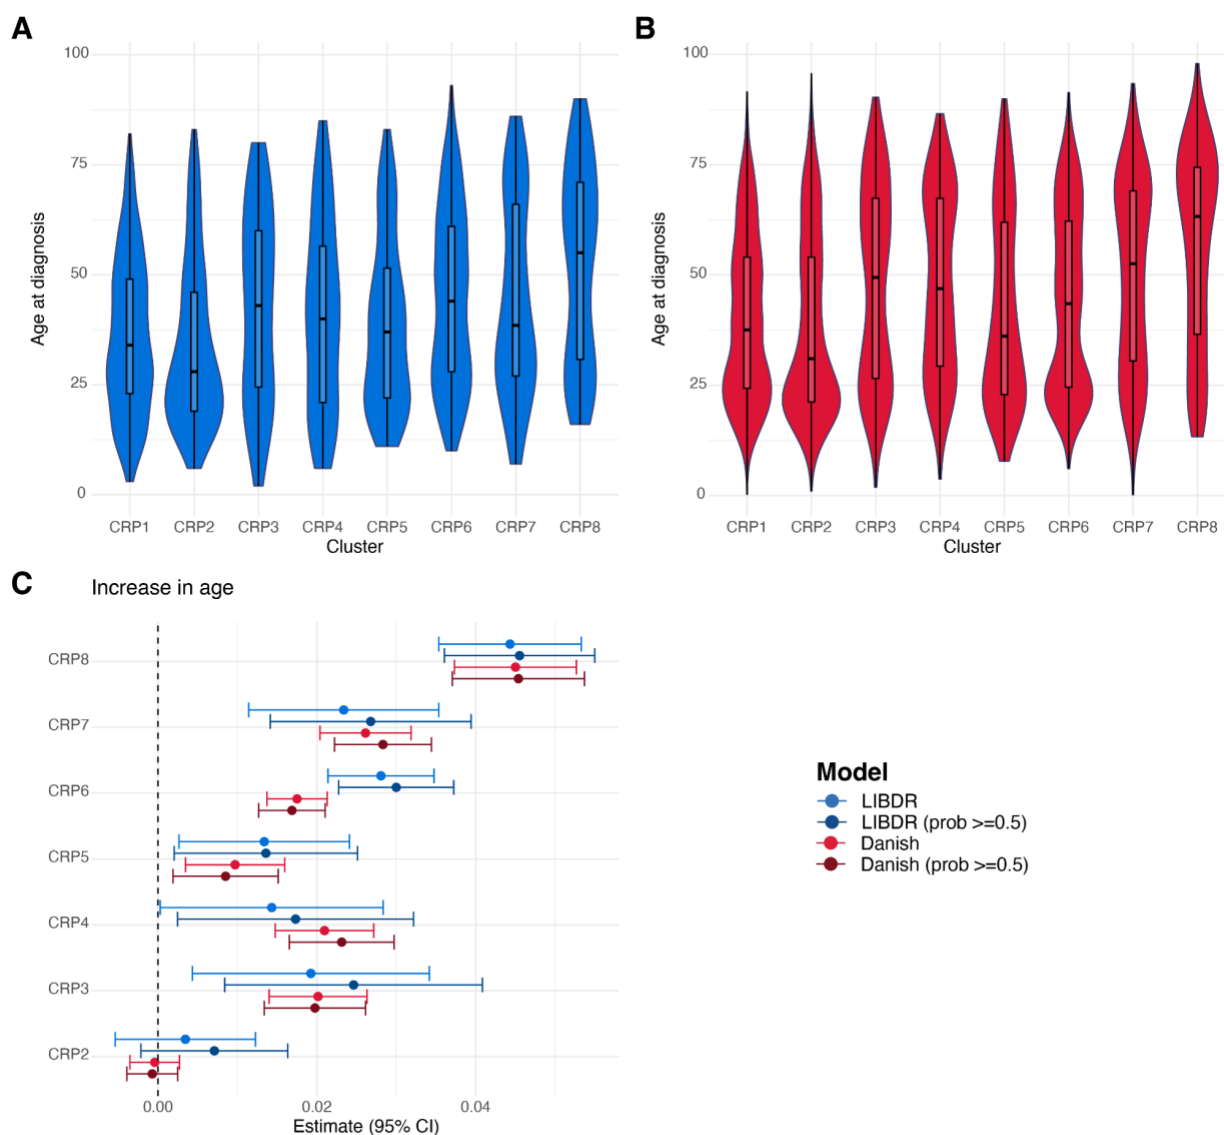 A
B
100
75
50
25
0
Age at diagnosis
CRP1 CRP2 CRP3 CRP4 CRP5 CRP6 CRP7 CRP8
Cluster
100
75
50
25
0
Age at diagnosis
CRP1 CRP2 CRP3 CRP4 CRP5 CRP6 CRP7 CRP8
Cluster
C
Increase in age
CRP8
CRP7
CRP6
CRP5
CRP4
CRP3
CRP2
0.00 0.02 0.04
Estimate (95% CI)
Model
LIBDR
LIBDR (prob >=0.5)
Danish
Danish (prob >=0.5)